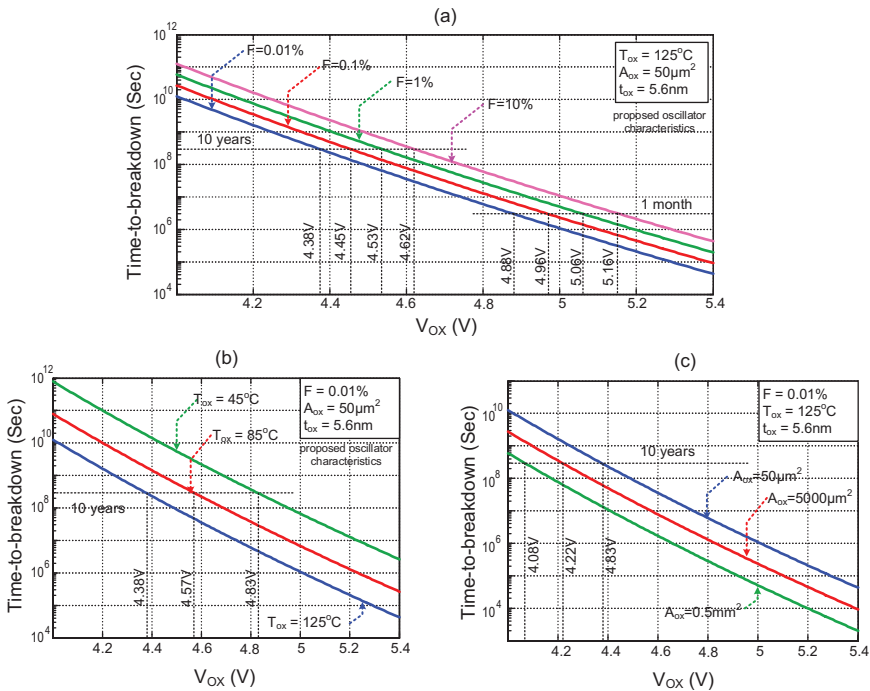 (a)
Time-to-breakdown (Sec)
10^12
10^10
10^8
10^6
10^4
F=0.01%
F=0.1%
F=1%
F=10%
T_ox = 125°C
A_ox = 50µm²
t_ox = 5.6nm
proposed oscillator
characteristics
10 years
1 month
4.38V
4.45V
4.53V
4.62V
4.88V
4.96V
5.06V
5.16V
4.2
4.4
4.6
4.8
5
5.2
5.4
V_OX (V)
(b)
Time-to-breakdown (Sec)
10^12
10^10
10^8
10^6
10^4
T_ox = 45°C
T_ox = 85°C
F = 0.01%
A_ox = 50µm²
t_ox = 5.6nm
proposed oscillator
characteristics
10 years
4.38V
4.57V
4.83V
T_ox = 125°C
4.2
4.4
4.6
4.8
5
5.2
5.4
V_OX (V)
(c)
Time-to-breakdown (Sec)
10^10
10^8
10^6
10^4
F = 0.01%
T_ox = 125°C
t_ox = 5.6nm
10 years
A_ox=50µm²
A_ox=5000µm²
4.08V
4.22V
4.83V
A_ox=0.5mm²
4.2
4.4
4.6
4.8
5
5.2
5.4
V_OX (V)